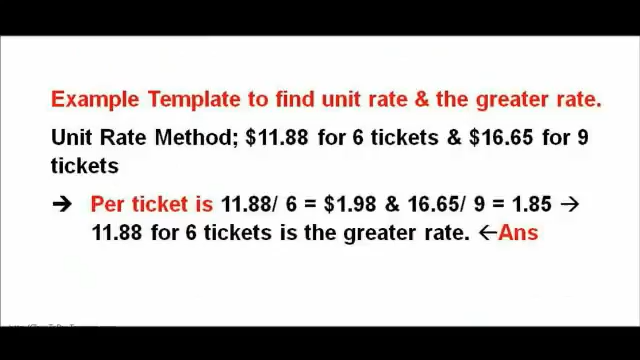 Example Template to find unit rate & the greater rate.
Unit Rate Method; $11.88 for 6 tickets & $16.65 for 9
tickets
→ Per ticket is 11.88/ 6 = $1.98 & 16.65/ 9 = 1.85 →
11.88 for 6 tickets is the greater rate. ←Ans